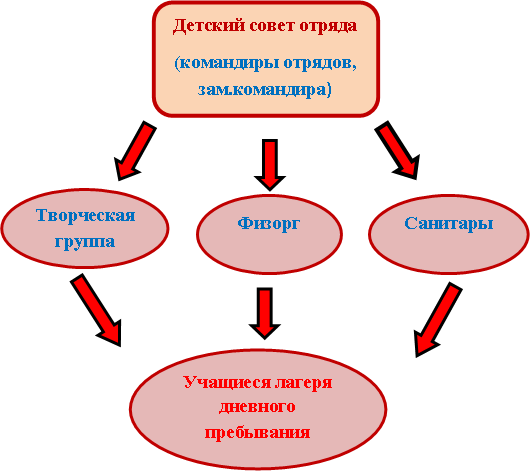 Детский совет отряда
(командиры отрядов,
зам.командира)
Творческая
группа
Физорг
Санитары
Учащиеся лагеря
дневного
пребывания